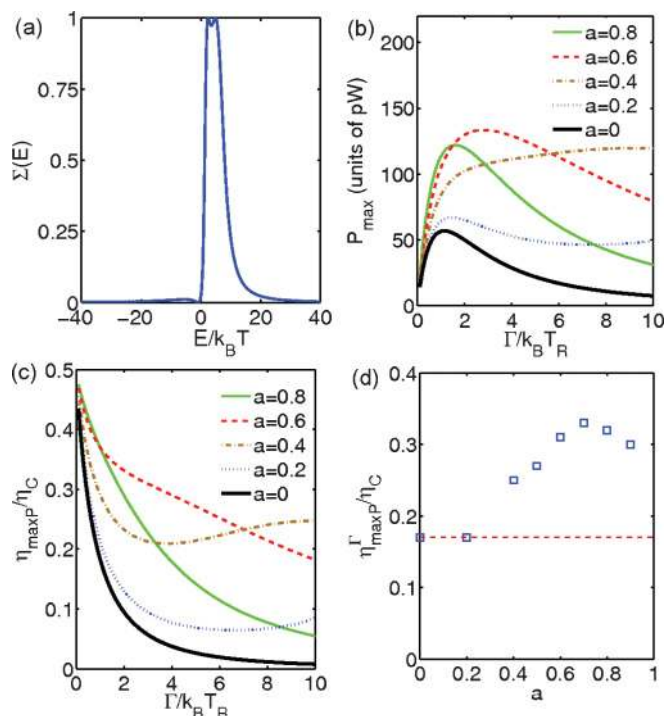 (a)
1
0.75
0.5
0.25
0
Σ(E)
−40 −20 0 20 40
E/k_BT
(b)
200
150
100
50
0
P_max (units of pW)
a=0.8
a=0.6
a=0.4
a=0.2
a=0
0 2 4 6 8 10
Γ/k_BT_R
(c)
0.5
0.4
0.3
0.2
0.1
0
η_maxP/η_C
a=0.8
a=0.6
a=0.4
a=0.2
a=0
0 2 4 6 8 10
Γ/k_BT_R
(d)
0.4
0.3
0.2
0.1
0
η^Γ_maxP/η_C
0 0.2 0.4 0.6 0.8 1
a